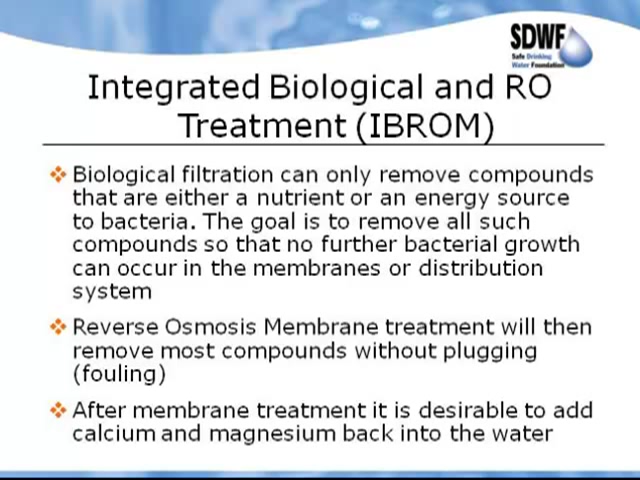 SDWF
Safe Drinking
Water Foundation
Integrated Biological and RO
Treatment (IBROM)
Biological filtration can only remove compounds
that are either a nutrient or an energy source
to bacteria. The goal is to remove all such
compounds so that no further bacterial growth
can occur in the membranes or distribution
system
Reverse Osmosis Membrane treatment will then
remove most compounds without plugging
(fouling)
After membrane treatment it is desirable to add
calcium and magnesium back into the water